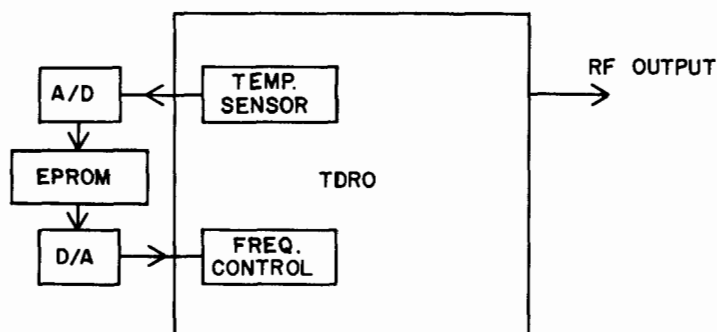 RF OUTPUT
A/D
TEMP.
SENSOR
EPROM
TDRO
D/A
FREQ.
CONTROL